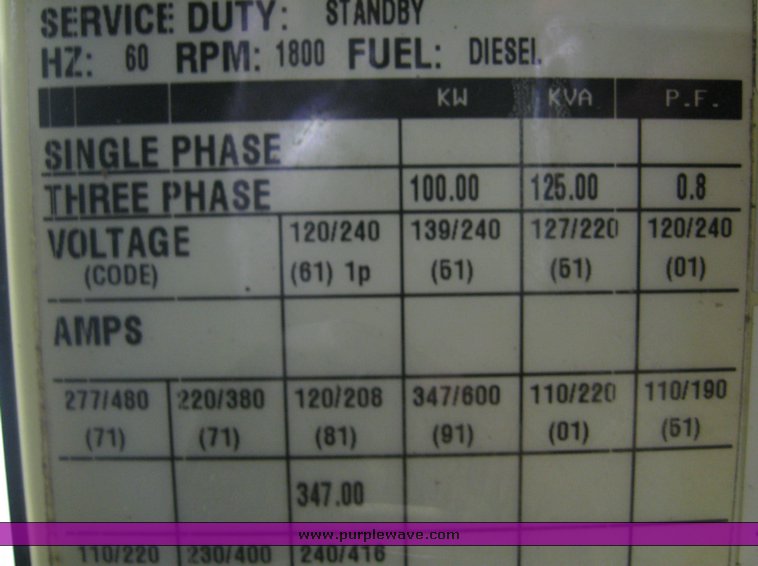 SERVICE DUTY: STANDBY
HZ: 60 RPM: 1800 FUEL: DIESEL
KW KVA P.F.
SINGLE PHASE
THREE PHASE 100.00 125.00 0.8
VOLTAGE 120/240 139/240 127/220 120/240
(CODE) (61) 1p (51) (51) (01)
AMPS
277/480 220/380 120/208 347/600 110/220 110/190
(71) (71) (81) (91) (01) (51)
347.00
www.purplewave.com
110/220 230/400 240/416